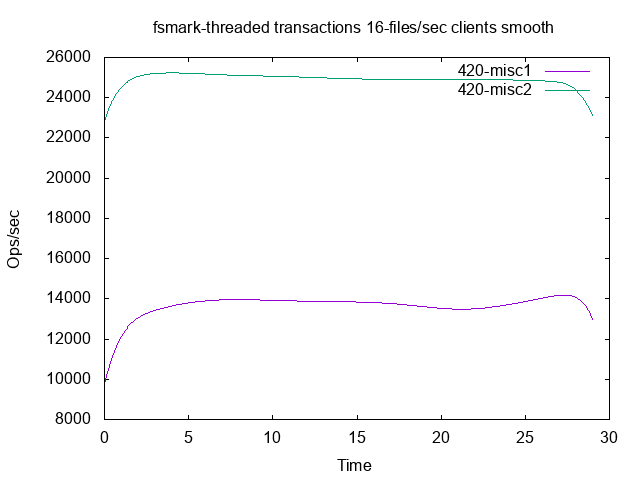 fsmark-threaded transactions 16-files/sec clients smooth
26000
420-misc1
24000
420-misc2
22000
20000
18000
16000
Ops/sec
14000
12000
10000
8000
0 5 10 15 20 25 30
Time